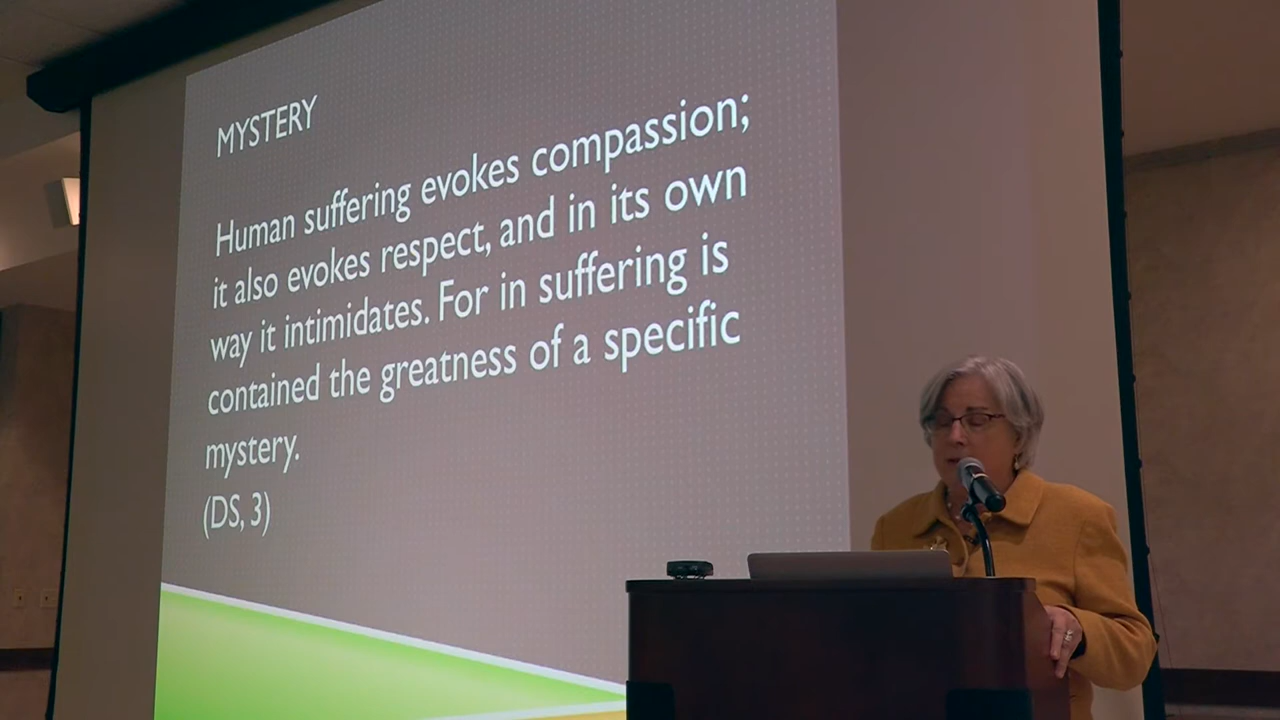 MYSTERY
Human suffering evokes compassion;
it also evokes respect, and in its own
way it intimidates. For in suffering is
contained the greatness of a specific
mystery.
(DS, 3)